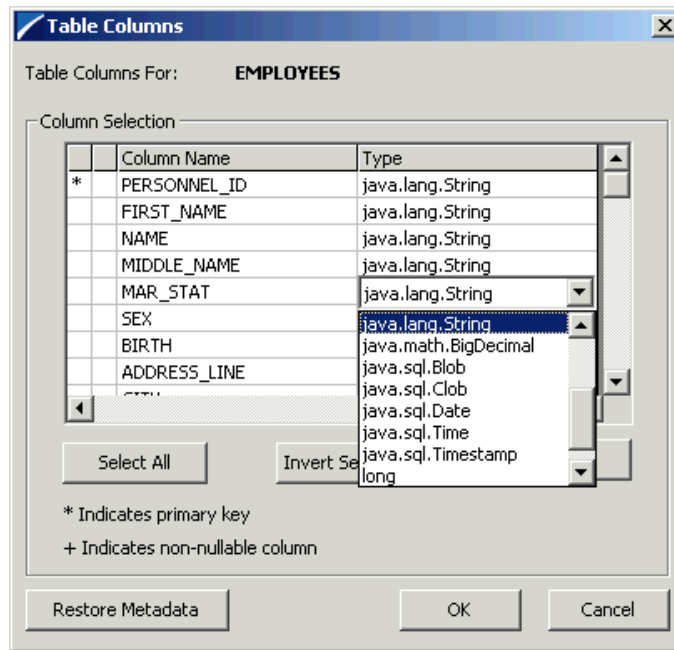 Table Columns
Table Columns For: EMPLOYEES
Column Selection
Column Name Type
* PERSONNEL_ID java.lang.String
FIRST_NAME java.lang.String
NAME java.lang.String
MIDDLE_NAME java.lang.String
MAR_STAT java.lang.String
SEX java.lang.String
BIRTH java.math.BigDecimal
ADDRESS_LINE java.sql.Blob
java.sql.Clob
java.sql.Date
java.sql.Time
java.sql.Timestamp
long
Select All Invert Se
* Indicates primary key
+ Indicates non-nullable column
Restore Metadata OK Cancel